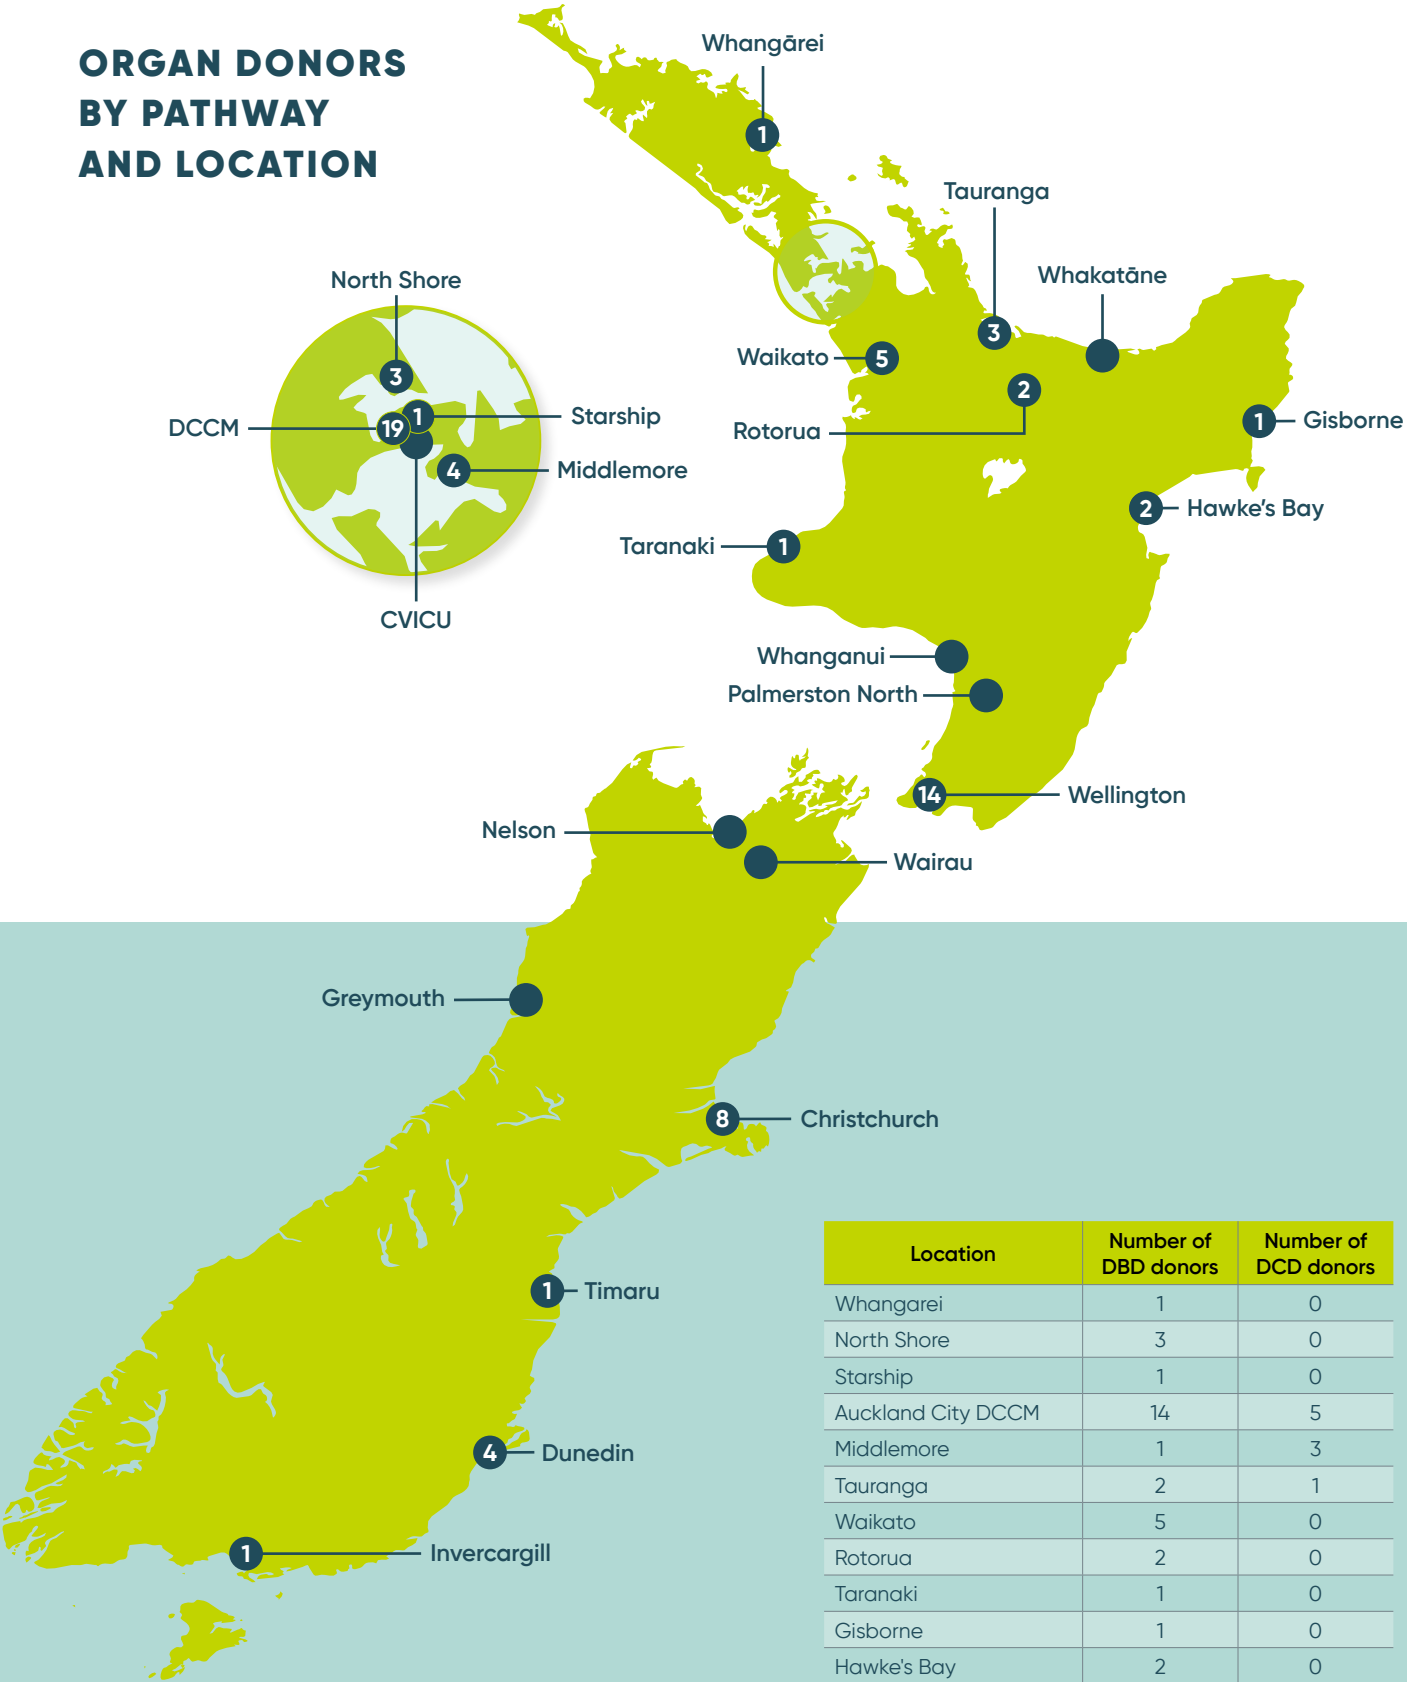 ORGAN DONORS
BY PATHWAY
AND LOCATION
Whangārei
1
Tauranga
3
Whakatāne
North Shore
3
Waikato
5
2
Rotorua
1
Gisborne
DCCM
19
1
Starship
4
Middlemore
CVICU
2
Hawke's Bay
Taranaki
1
Whanganui
Palmerston North
14
Wellington
Nelson
Wairau
Greymouth
8
Christchurch
1
Timaru
4
Dunedin
1
Invercargill
Location Number of DBD donors Number of DCD donors
Whangarei 1 0
North Shore 3 0
Starship 1 0
Auckland City DCCM 14 5
Middlemore 1 3
Tauranga 2 1
Waikato 5 0
Rotorua 2 0
Taranaki 1 0
Gisborne 1 0
Hawke's Bay 2 0